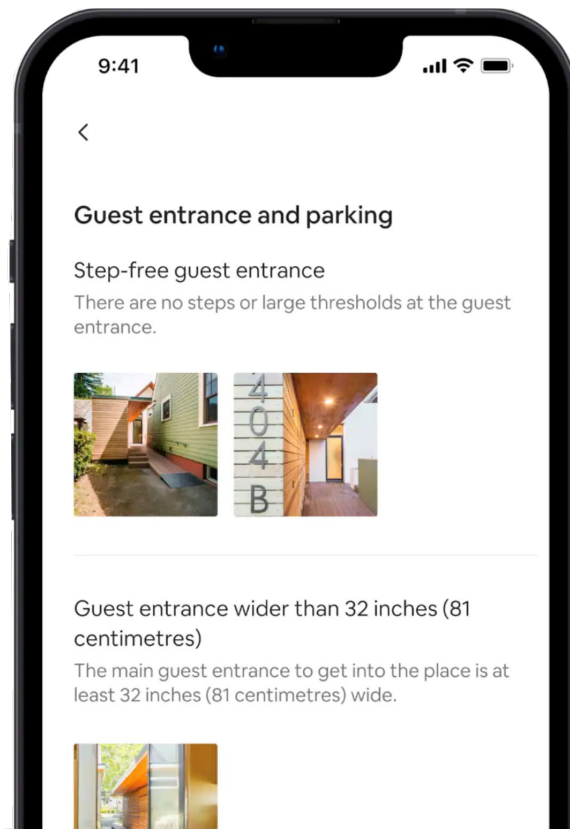 9:41
Guest entrance and parking
Step-free guest entrance
There are no steps or large thresholds at the guest
entrance.
404 B
Guest entrance wider than 32 inches (81
centimetres)
The main guest entrance to get into the place is at
least 32 inches (81 centimetres) wide.